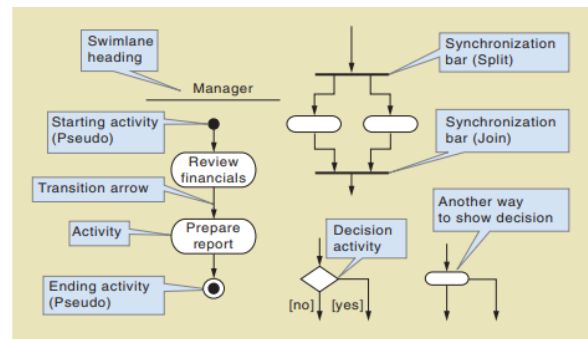 Swimlane
heading
Manager
Starting activity
(Pseudo)
Review
financials
Transition arrow
Activity
Prepare
report
Ending activity
(Pseudo)
Synchronization
bar (Split)
Synchronization
bar (Join)
Decision
activity
[no] [yes]
Another way
to show decision